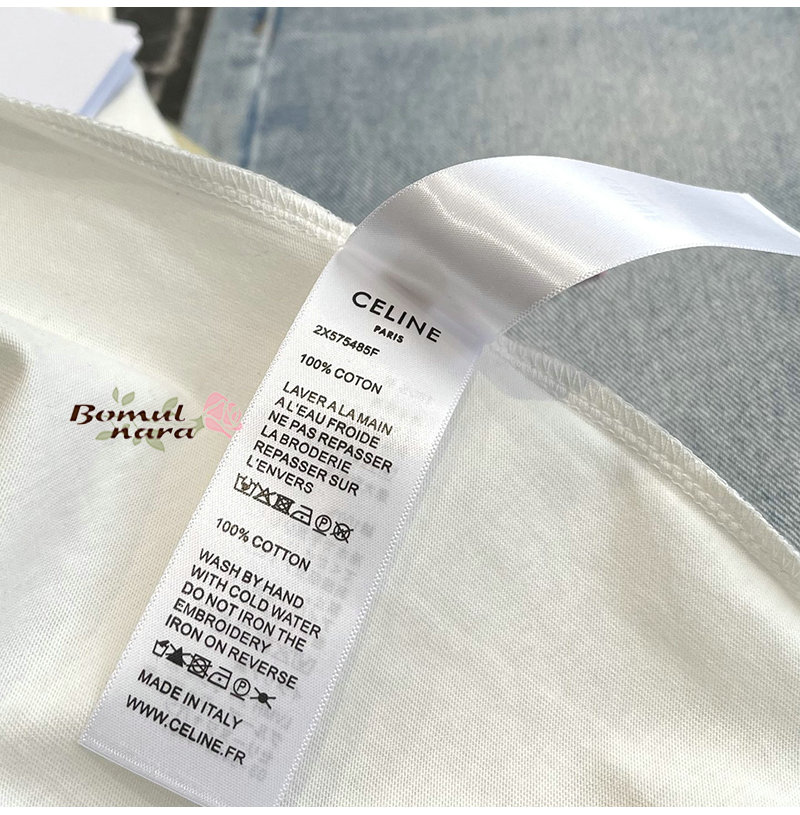 CELINE
PARIS
2X575485F
100% COTON
LAVER A LA MAIN
A L'EAU FROIDE
NE PAS REPASSER
LA BRODERIE
REPASSER SUR
L'ENVERS
100% COTTON
WASH BY HAND
WITH COLD WATER
DO NOT IRON THE
EMBROIDERY
IRON ON REVERSE
MADE IN ITALY
WWW.CELINE.FR
Bomul
nara